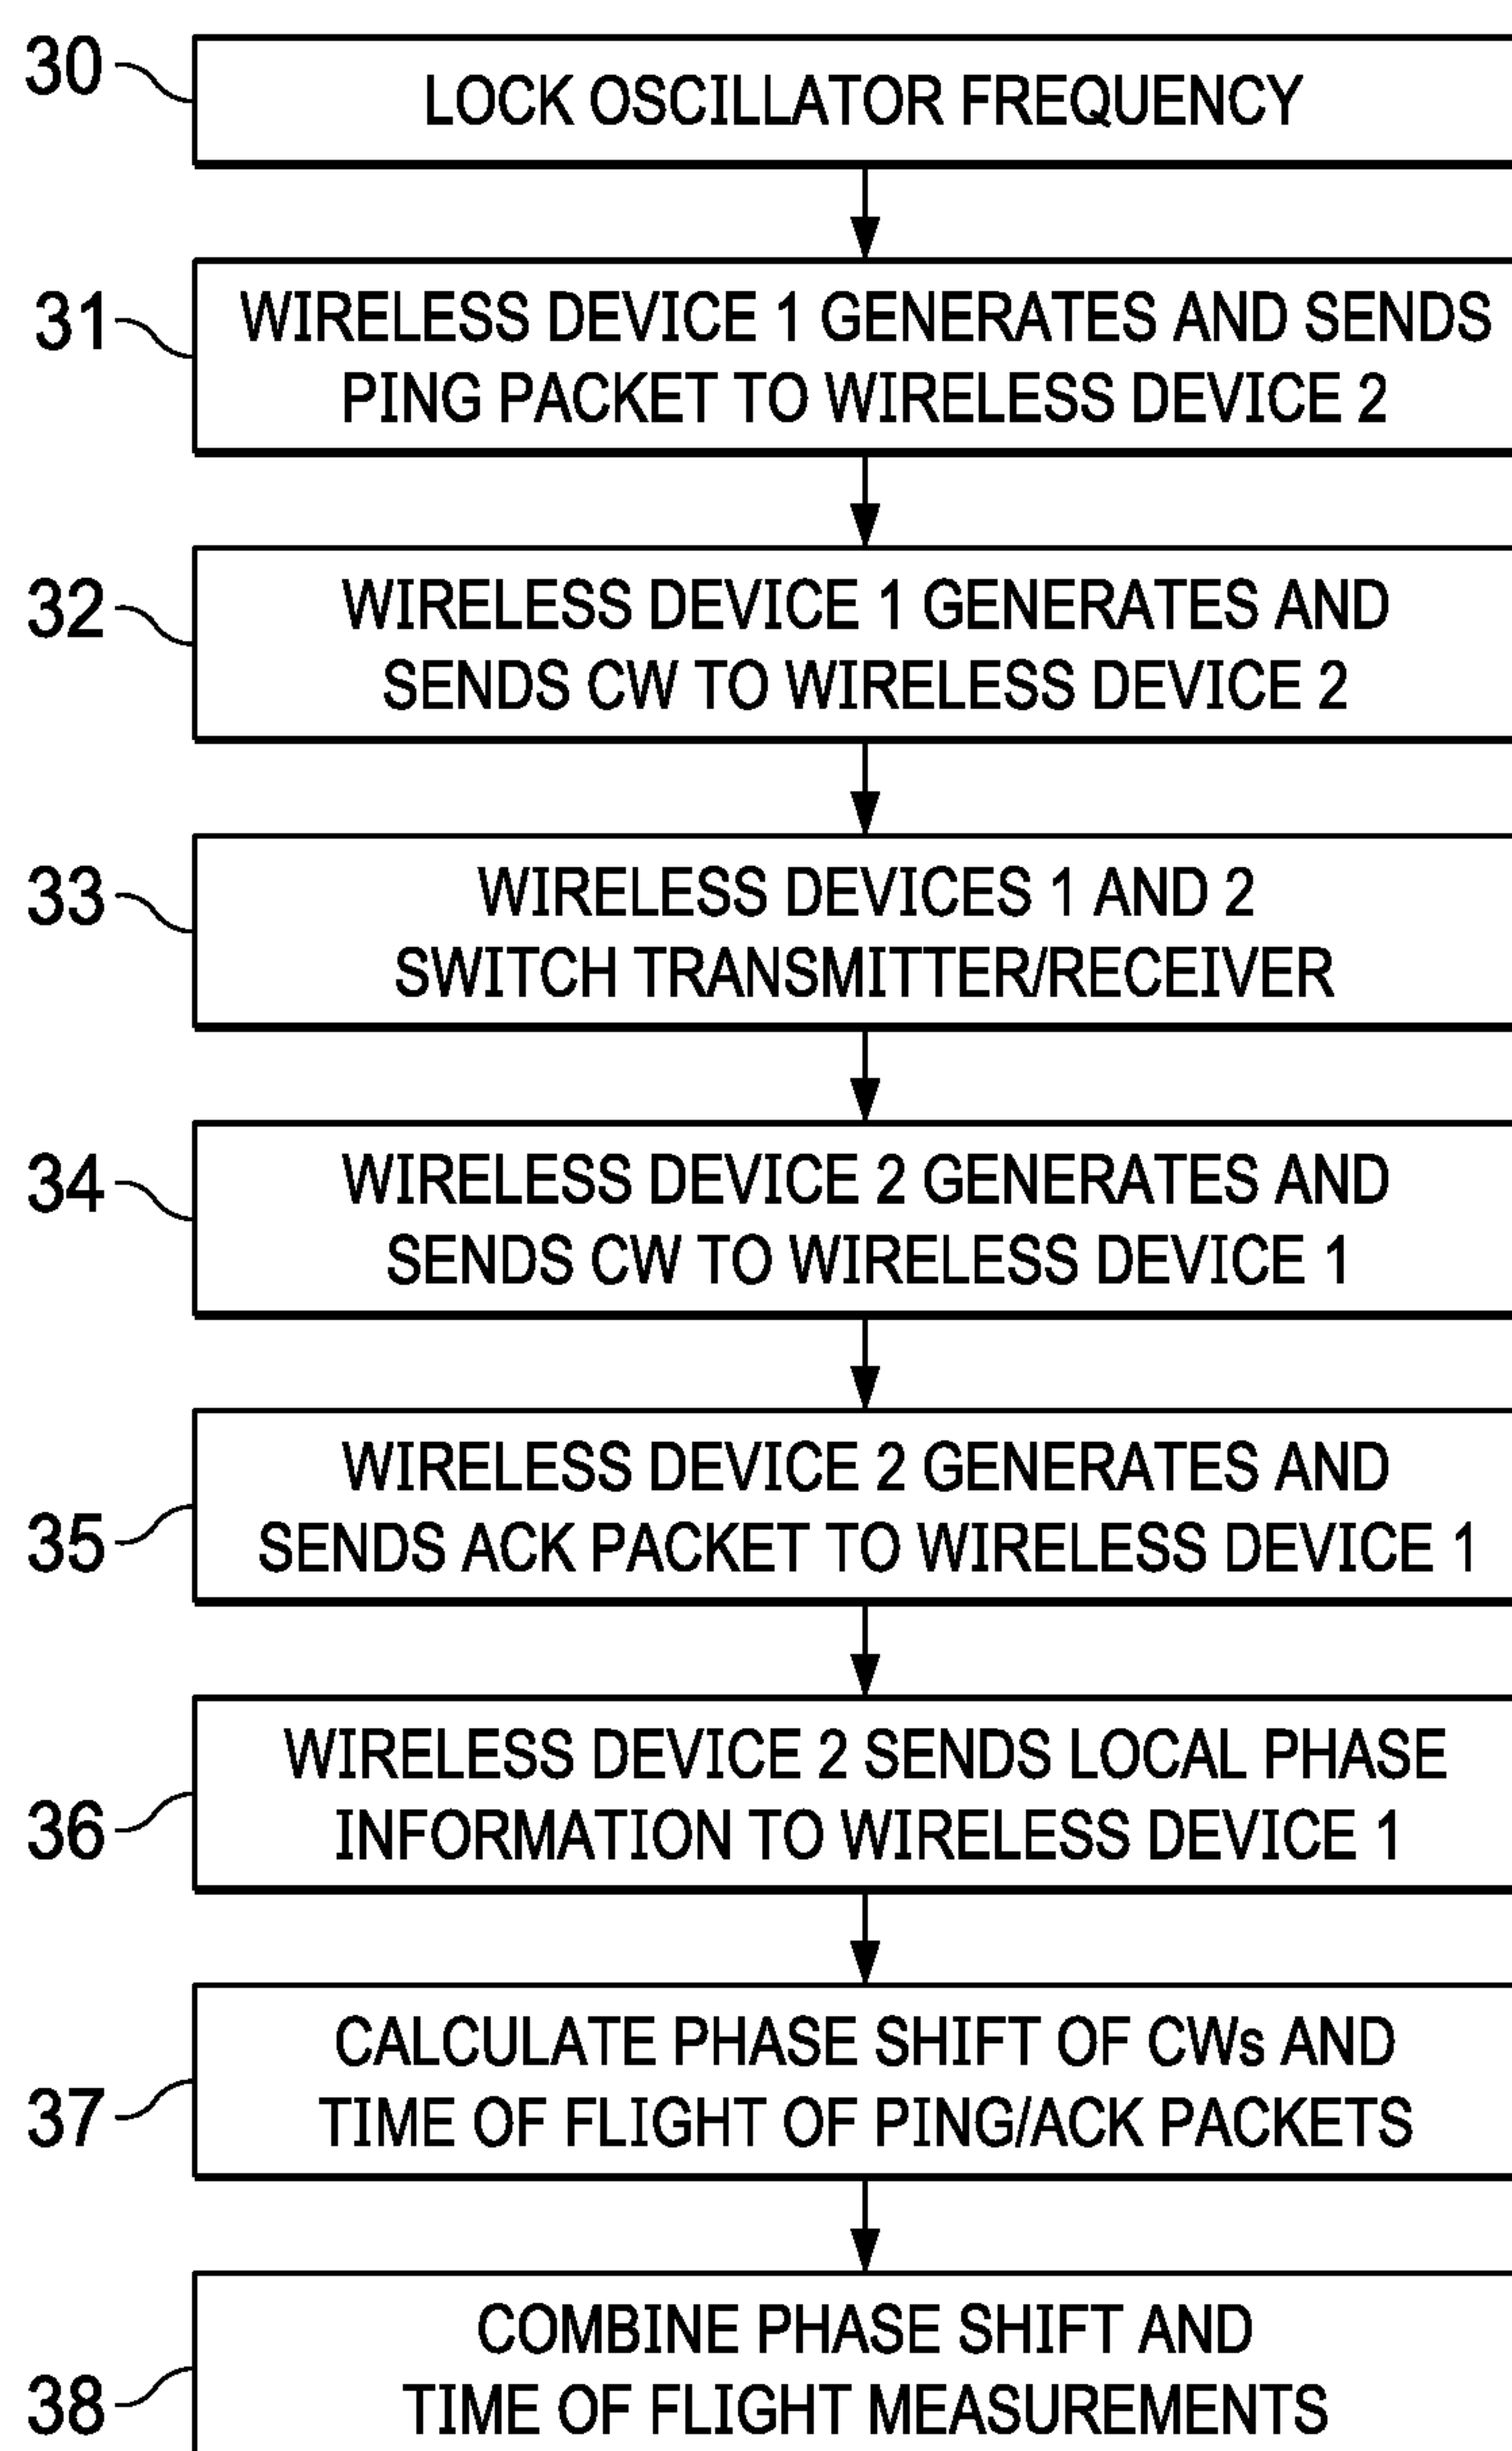 30
LOCK OSCILLATOR FREQUENCY
31
WIRELESS DEVICE 1 GENERATES AND SENDS
PING PACKET TO WIRELESS DEVICE 2
32
WIRELESS DEVICE 1 GENERATES AND
SENDS CW TO WIRELESS DEVICE 2
33
WIRELESS DEVICES 1 AND 2
SWITCH TRANSMITTER/RECEIVER
34
WIRELESS DEVICE 2 GENERATES AND
SENDS CW TO WIRELESS DEVICE 1
35
WIRELESS DEVICE 2 GENERATES AND
SENDS ACK PACKET TO WIRELESS DEVICE 1
36
WIRELESS DEVICE 2 SENDS LOCAL PHASE
INFORMATION TO WIRELESS DEVICE 1
37
CALCULATE PHASE SHIFT OF CWs AND
TIME OF FLIGHT OF PING/ACK PACKETS
38
COMBINE PHASE SHIFT AND
TIME OF FLIGHT MEASUREMENTS